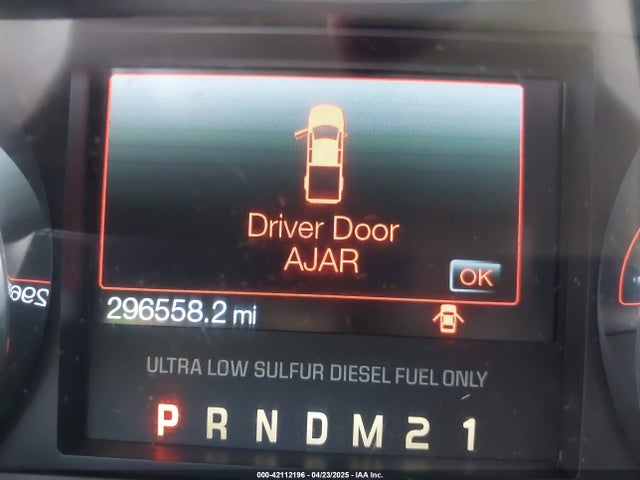 Driver Door
AJAR
OK
296558.2 mi
ULTRA LOW SULFUR DIESEL FUEL ONLY
P R N D M 2 1
000-42112196 - 04/23/2025 - IAA Inc.